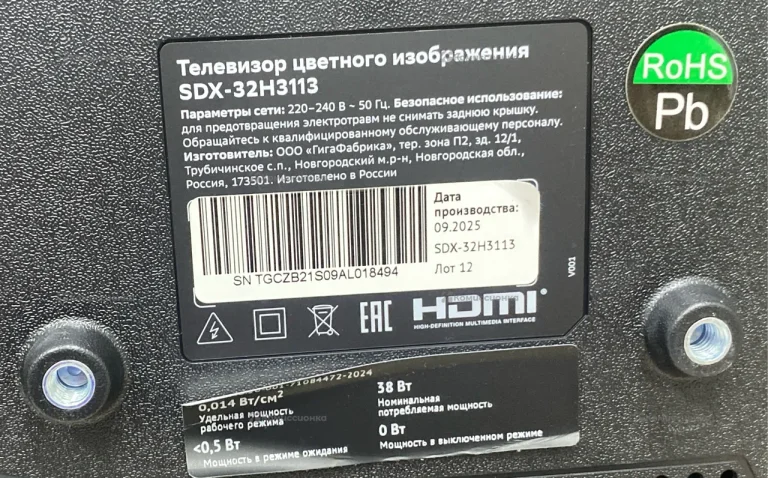 Телевизор цветного изображения
SDX-32H3113
Параметры сети: 220–240 В ~ 50 Гц. Безопасное использование:
для предотвращения электротравм не снимать заднюю крышку.
Обращайтесь к квалифицированному обслуживающему персоналу.
Изготовитель: ООО «ГигаФабрика», тер. зона П2, зд. 12/1,
Трубичинское с.п., Новгородский м.р-н, Новгородская обл.,
Россия, 173501. Изготовлено в России
SN TGCZB21S09AL018494
Дата
производства:
09.2025
SDX-32H3113
Лот 12
V001
EAC
HDMI
HIGH-DEFINITION MULTIMEDIA INTERFACE
RoHS
Pb
71084472-2024
0,014 Вт/см²
Удельная мощность
рабочего режима
<0,5 Вт
Мощность в режиме ожидания
38 Вт
Номинальная
потребляемая мощность
0 Вт
Мощность в выключенном режиме